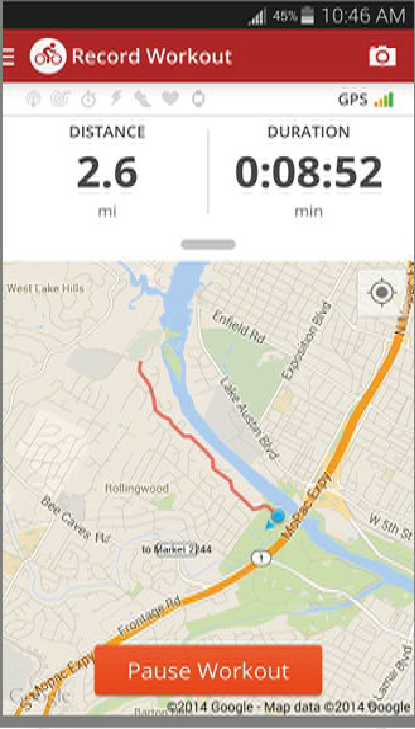 45% 10:46 AM
Record Workout
GPS
DISTANCE
DURATION
2.6
0:08:52
mi
min
West Lake Hills
Enfield Rd
Exposition Blvd
Lake Austin Blvd
Rollingwood
MoPac Expy
Bee Caves Rd
W 5th St
to Market 2244
1
Frontage Rd
S Mopac Expy
Lamar Blvd
Pause Workout
Google
©2014 Google - Map data ©2014 Google